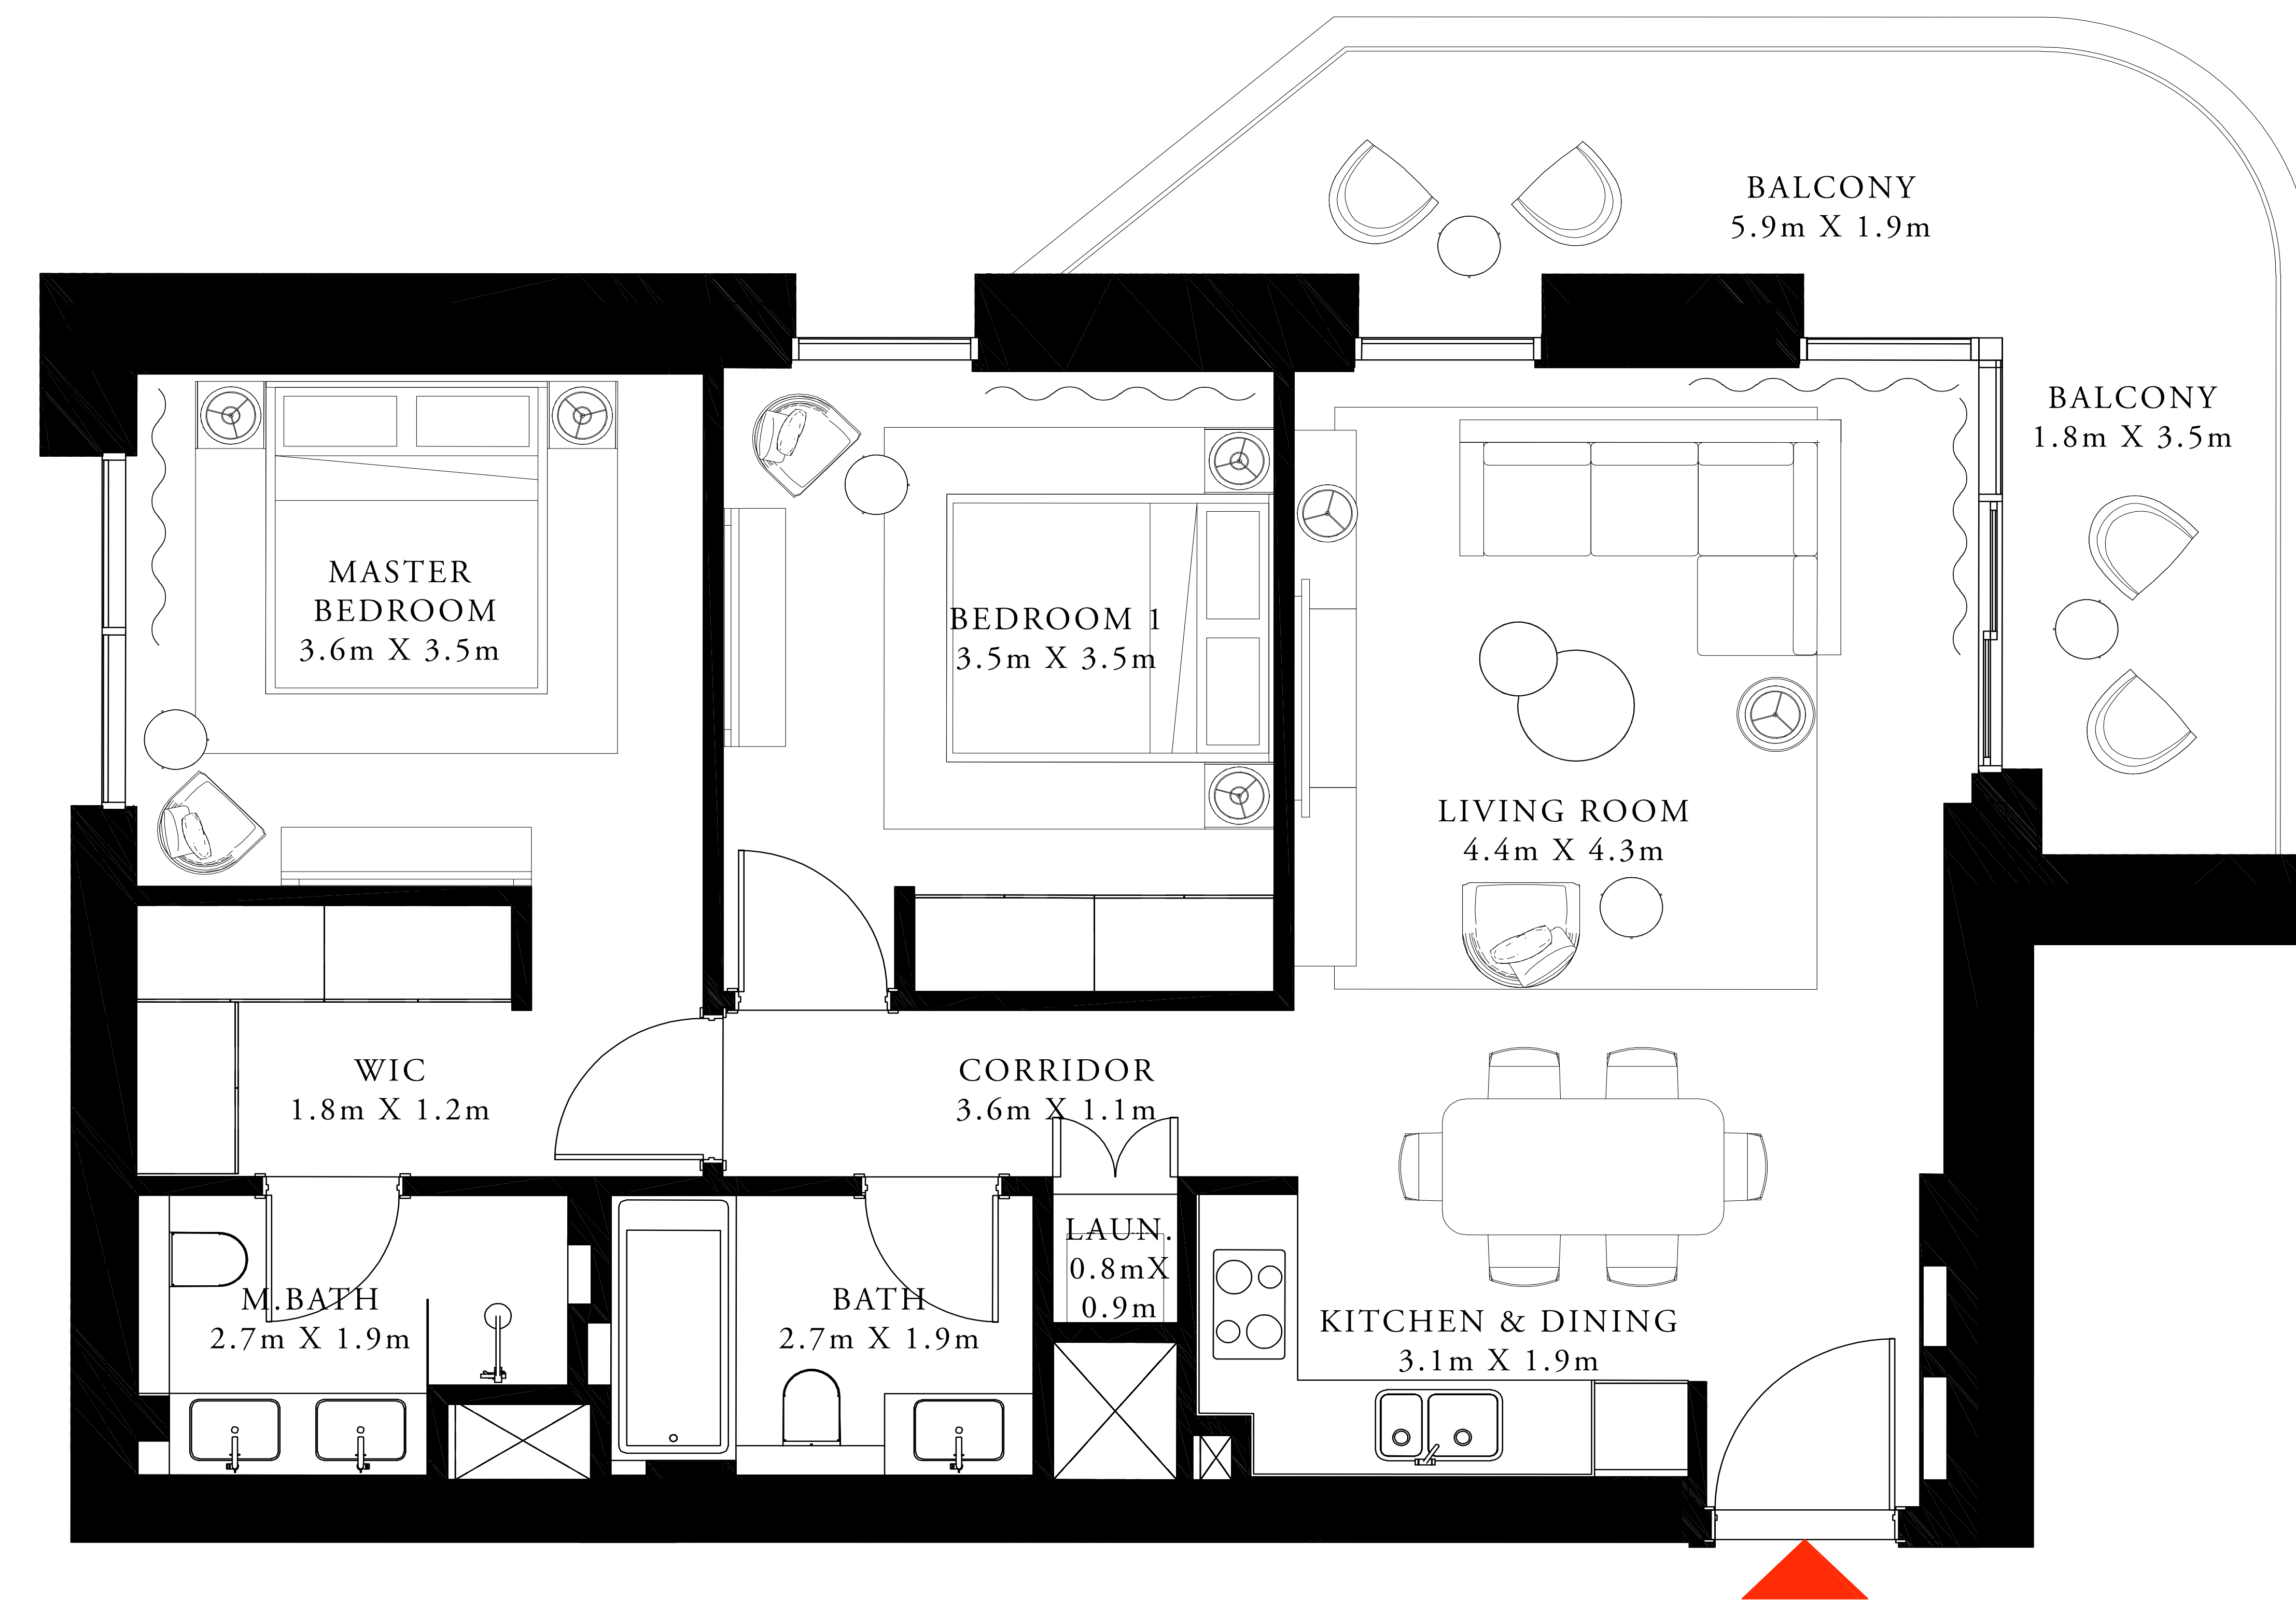 BALCONY
5.9m X 1.9m
BALCONY
1.8m X 3.5m
MASTER
BEDROOM
3.6m X 3.5m
BEDROOM 1
3.5m X 3.5m
LIVING ROOM
4.4m X 4.3m
WIC
1.8m X 1.2m
CORRIDOR
3.6m X 1.1m
LAUN.
0.8mX
0.9m
M.BATH
2.7m X 1.9m
BATH
2.7m X 1.9m
KITCHEN & DINING
3.1m X 1.9m